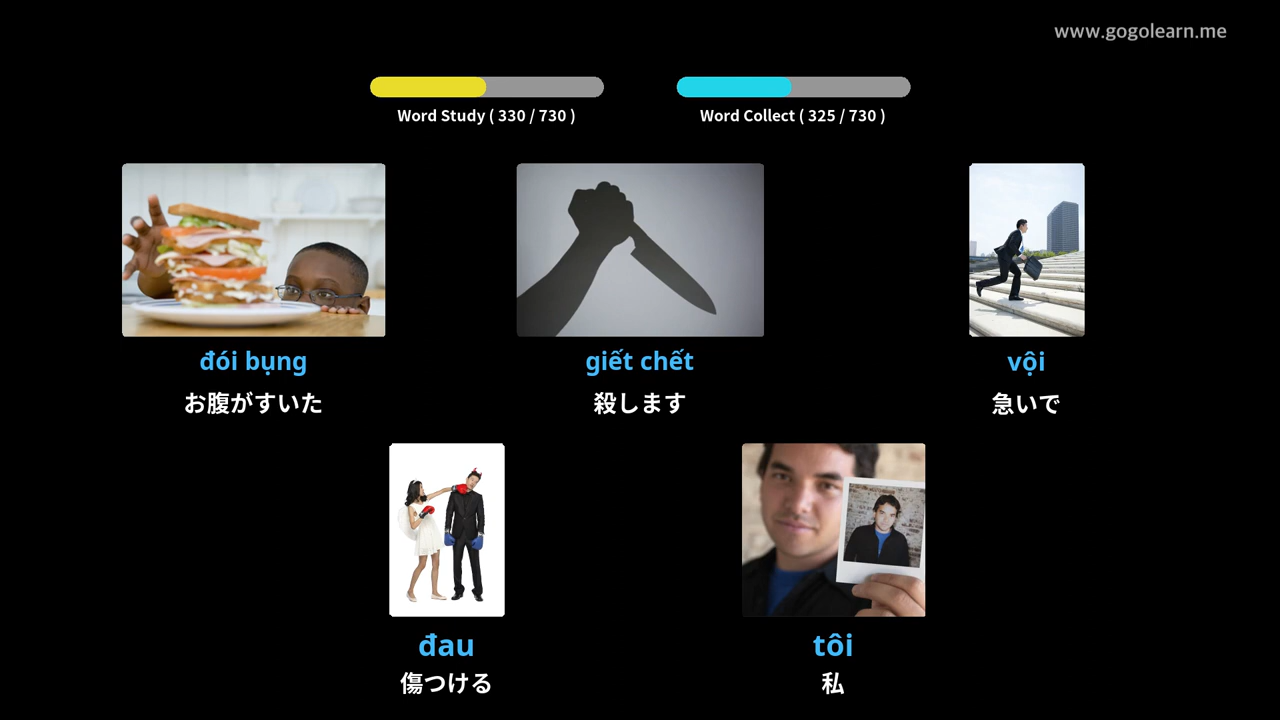 www.gogolearn.me
Word Study ( 330 / 730 )
Word Collect ( 325 / 730 )
đói bụng
お腹がすいた
giết chết
殺します
vội
急いで
đau
傷つける
tôi
私